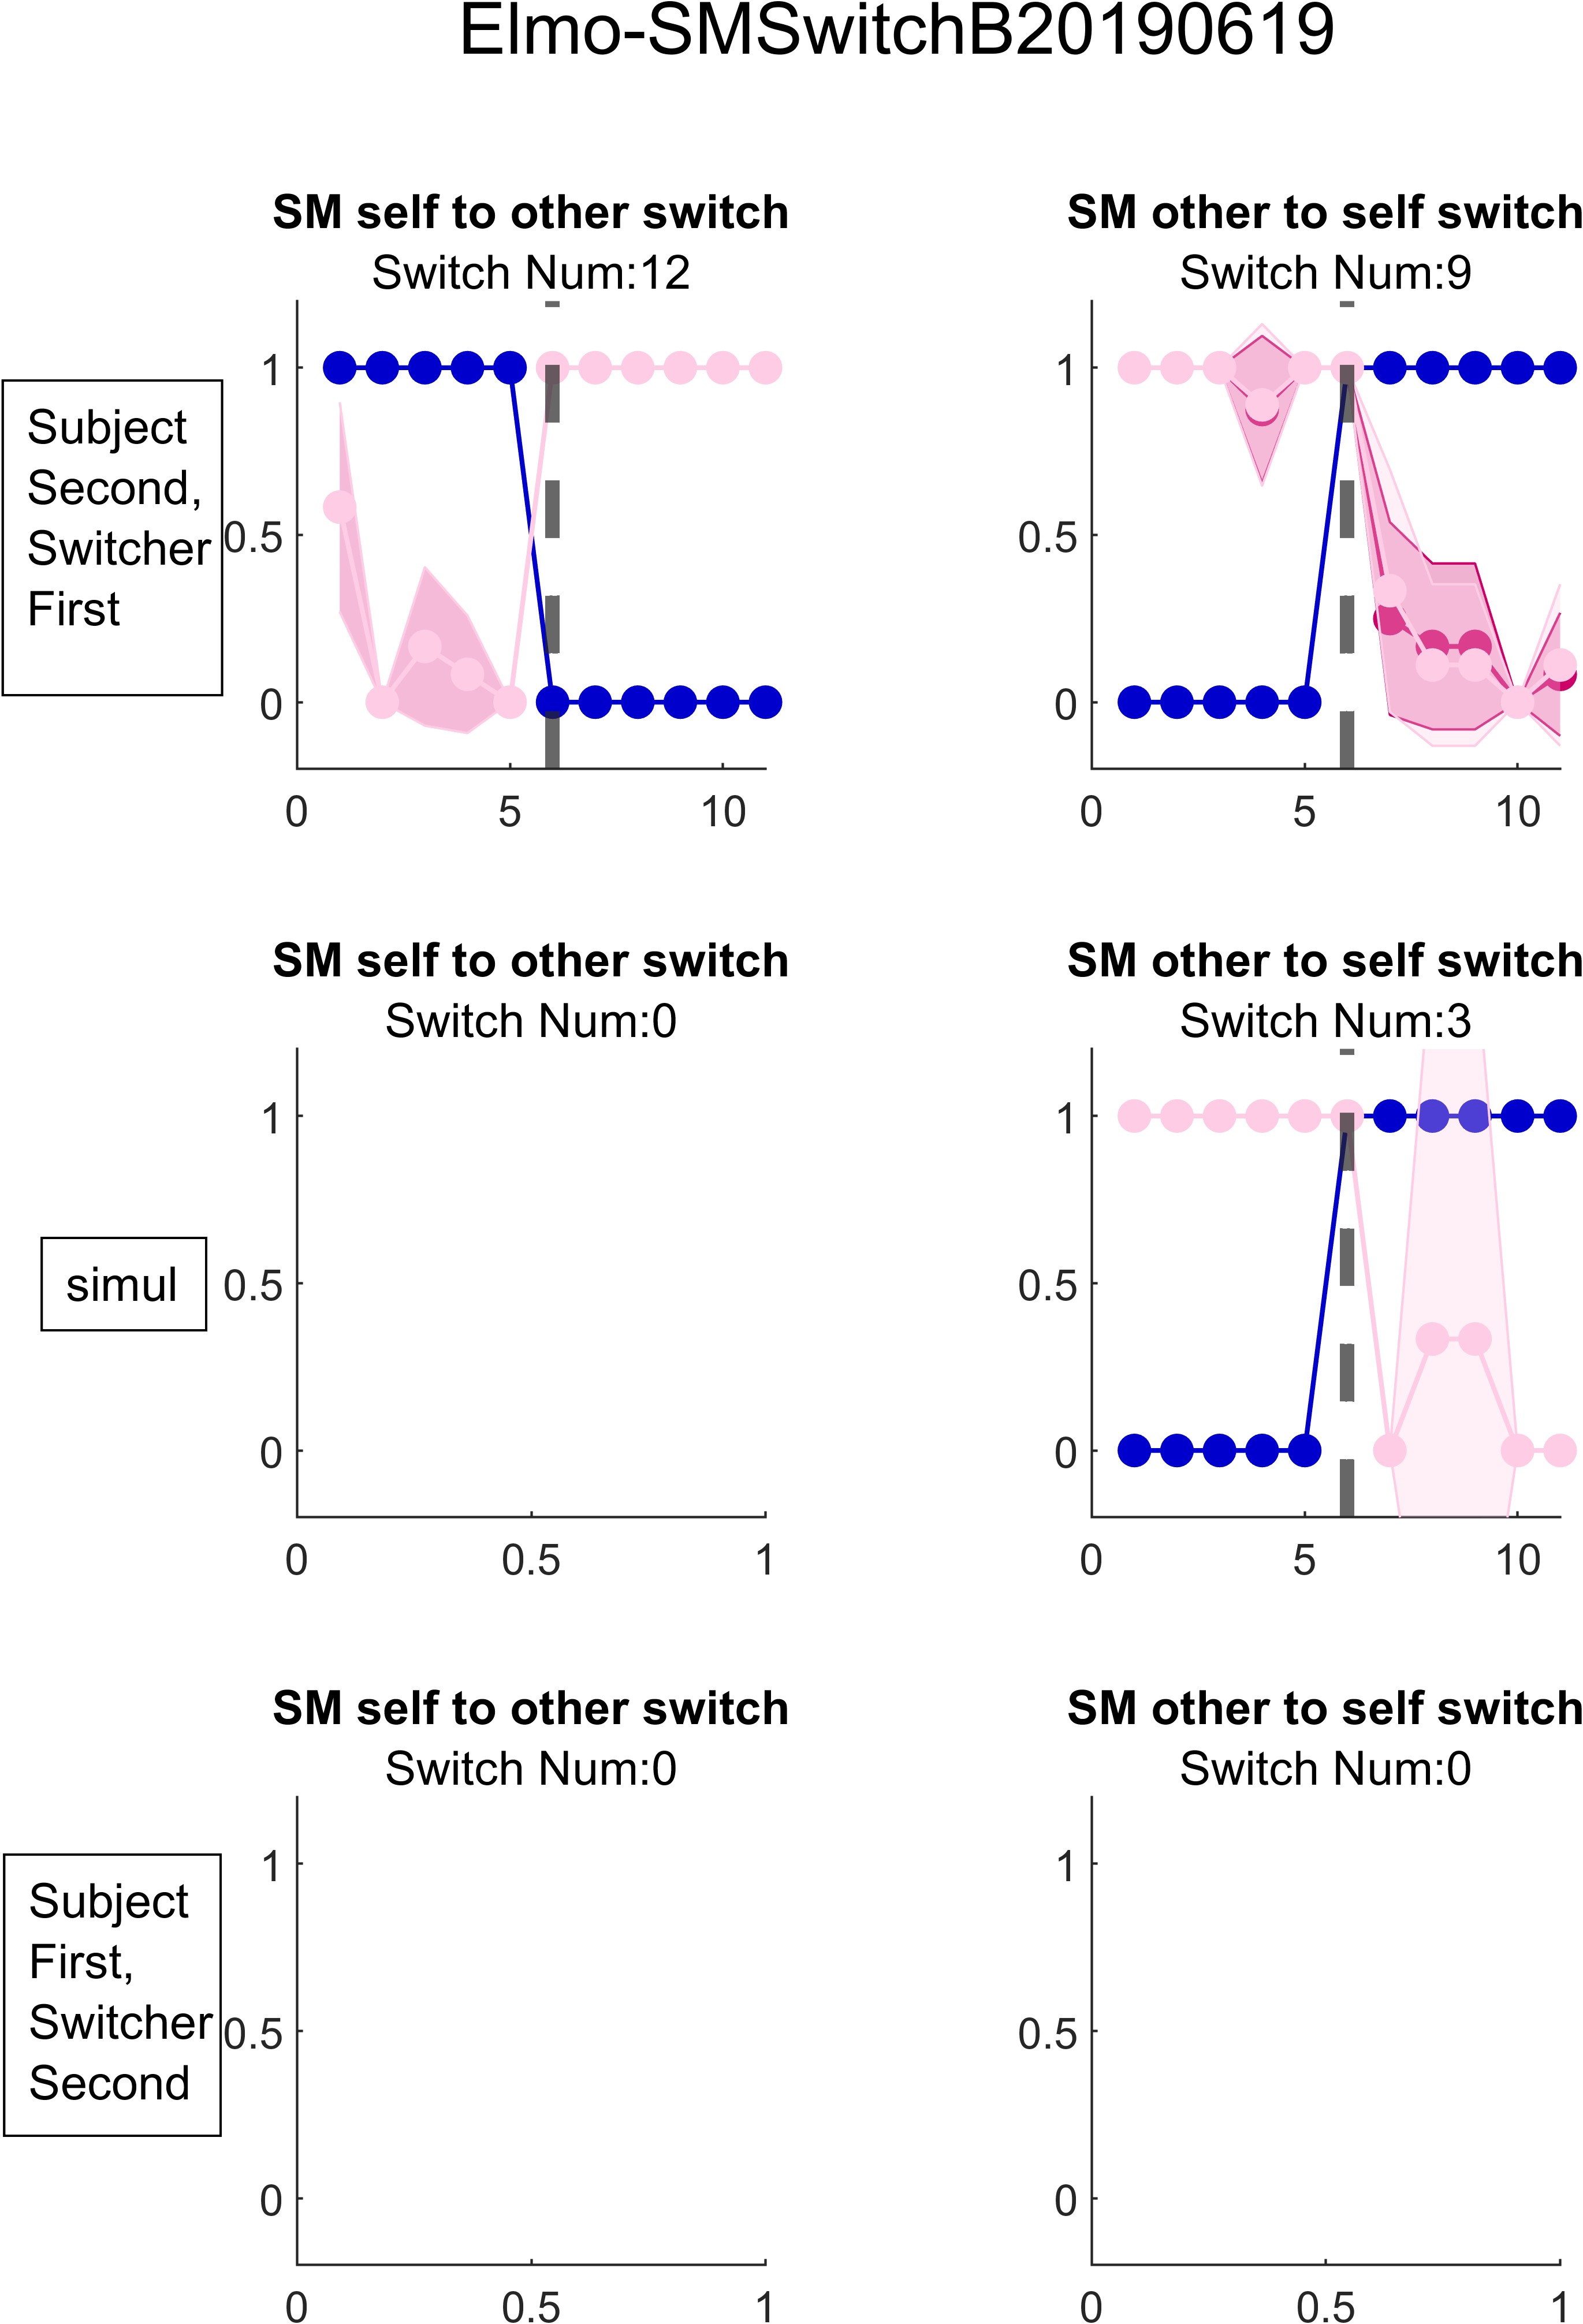 Elmo-SMSwitchB20190619
SM self to other switch
Switch Num:12
SM other to self switch
Switch Num:9
Subject
Second,
Switcher
First
1
0.5
0
0
5
10
1
0.5
0
0
5
10
SM self to other switch
Switch Num:0
SM other to self switch
Switch Num:3
simul
1
0.5
0
0
0.5
1
1
0.5
0
0
5
10
SM self to other switch
Switch Num:0
SM other to self switch
Switch Num:0
Subject
First,
Switcher
Second
1
0.5
0
0
0.5
1
1
0.5
0
0
0.5
1